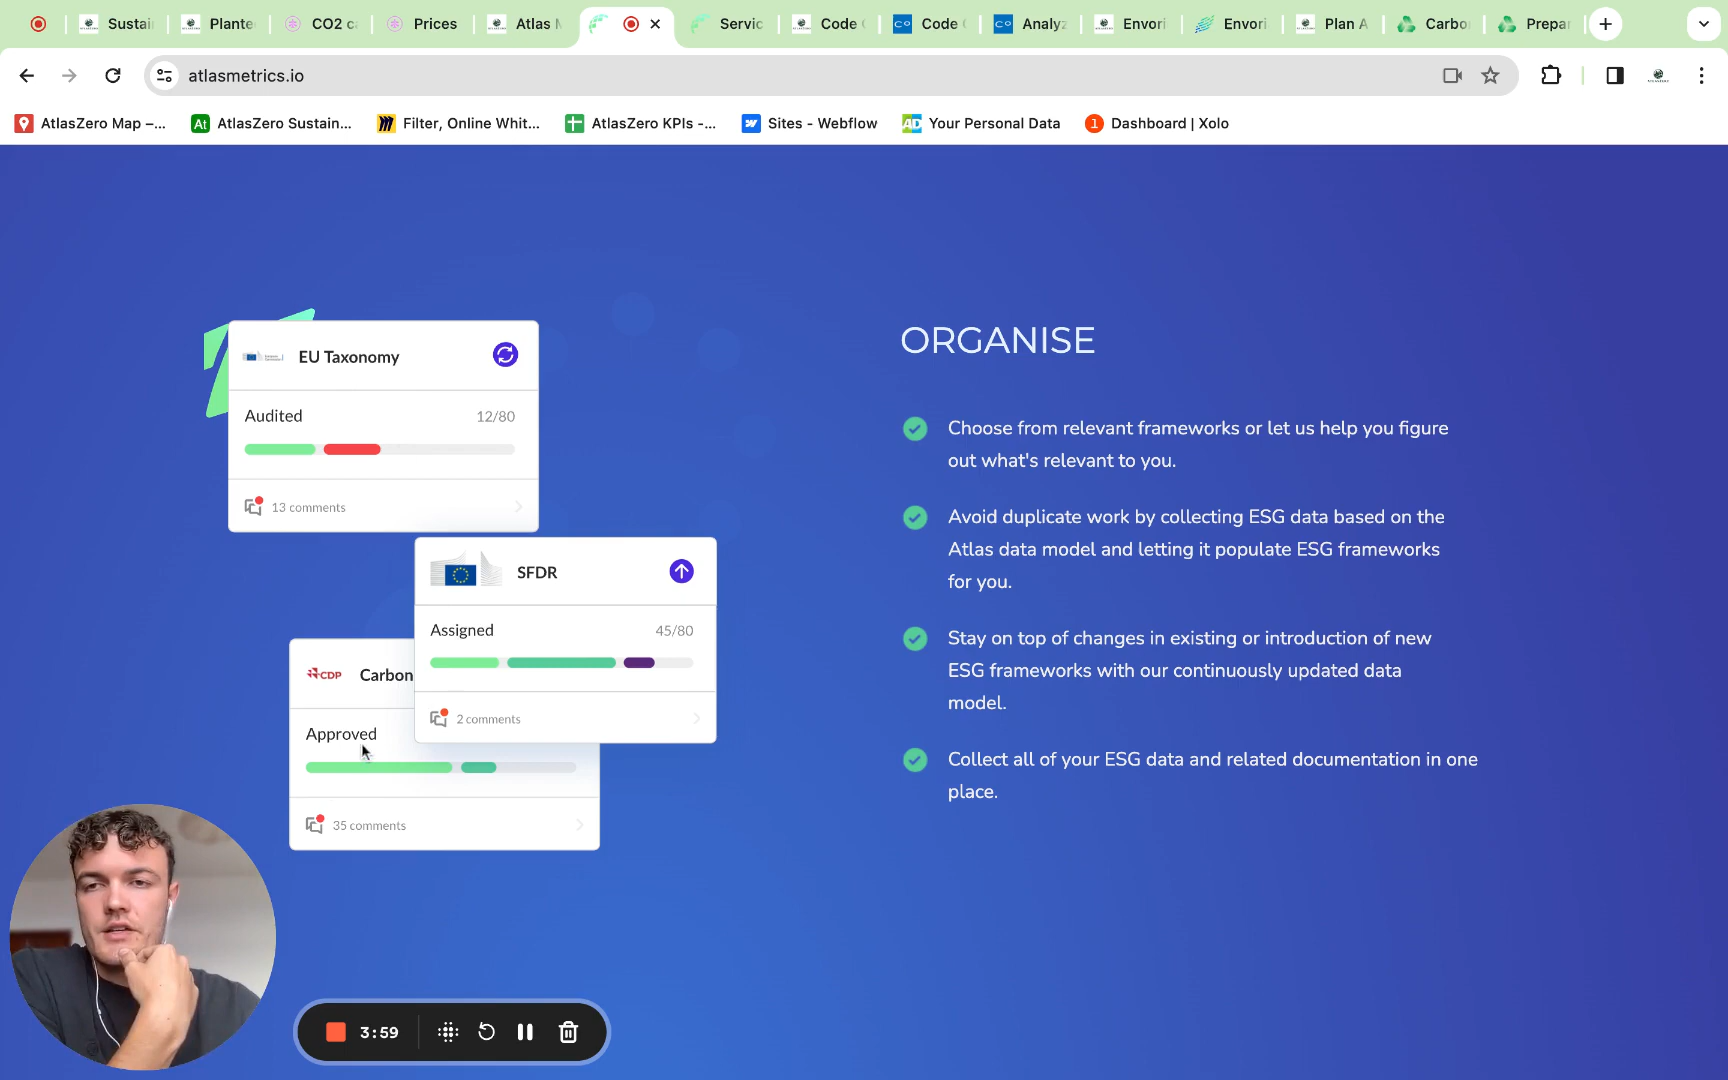 Sustai
Plante
CO2 c
Prices
Atlas M
Servic
Code
Code
Analyz
Envori
Envori
Plan A
Carbo
Prepar
atlasmetrics.io
AtlasZero Map –...
At AtlasZero Sustain...
Filter, Online Whit...
AtlasZero KPIs -...
Sites - Webflow
Your Personal Data
1 Dashboard | Xolo
EU Taxonomy
Audited 12/80
13 comments
SFDR
Assigned 45/80
2 comments
CDP Carbon
Approved
35 comments
ORGANISE
Choose from relevant frameworks or let us help you figure
out what's relevant to you.
Avoid duplicate work by collecting ESG data based on the
Atlas data model and letting it populate ESG frameworks
for you.
Stay on top of changes in existing or introduction of new
ESG frameworks with our continuously updated data
model.
Collect all of your ESG data and related documentation in one
place.
3:59